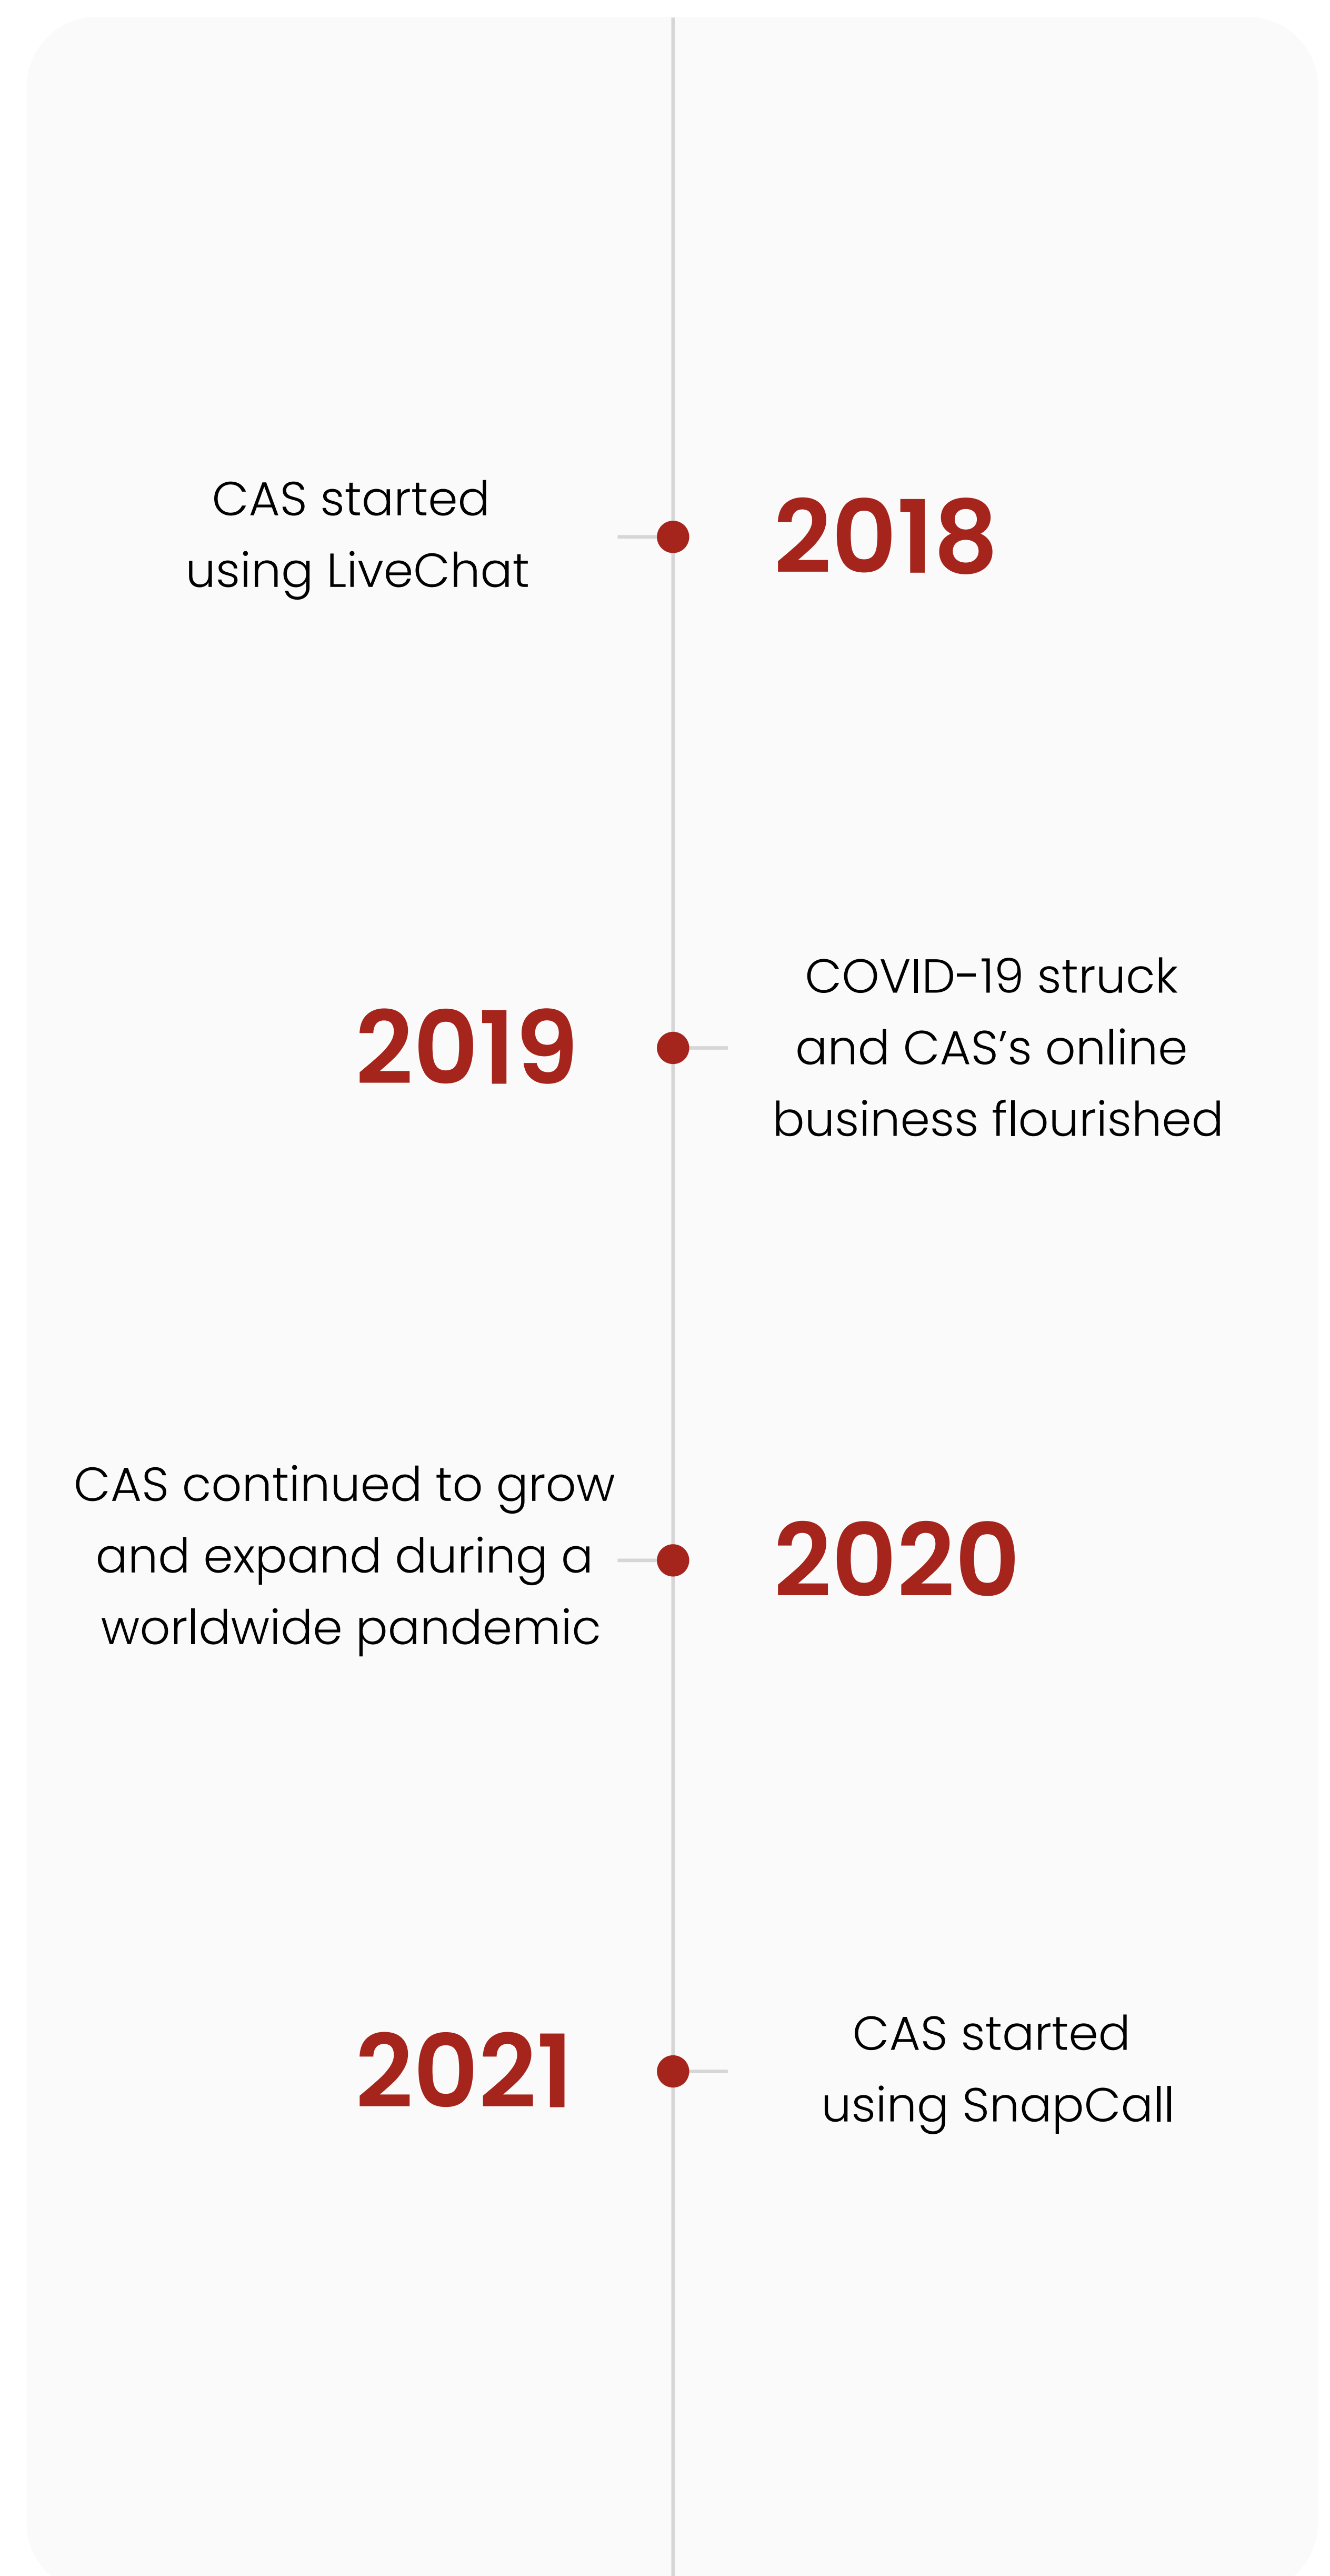 CAS started
using LiveChat
2018
2019
COVID-19 struck
and CAS’s online
business flourished
CAS continued to grow
and expand during a
worldwide pandemic
2020
2021
CAS started
using SnapCall